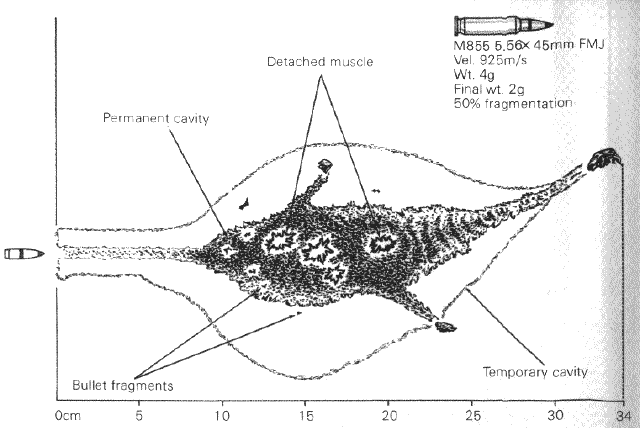 M855 5.56× 45mm FMJ
Vel. 925m/s
Wt. 4g
Final wt. 2g
50% fragmentation
Detached muscle
Permanent cavity
Temporary cavity
Bullet fragments
0cm 5 10 15 20 25 30 34